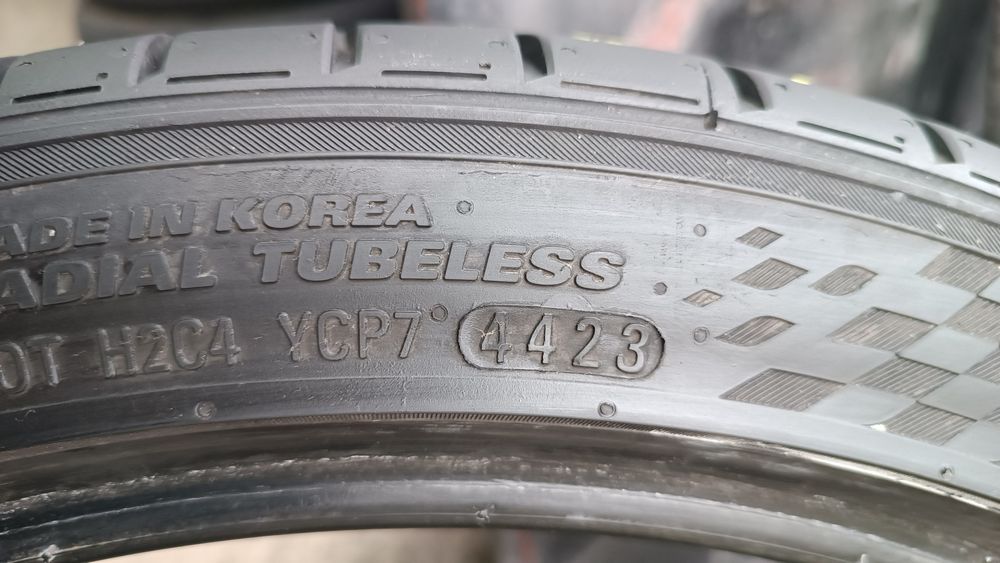 ADE IN KOREA
ADIAL TUBELESS
OT H2C4 YCP7 4423